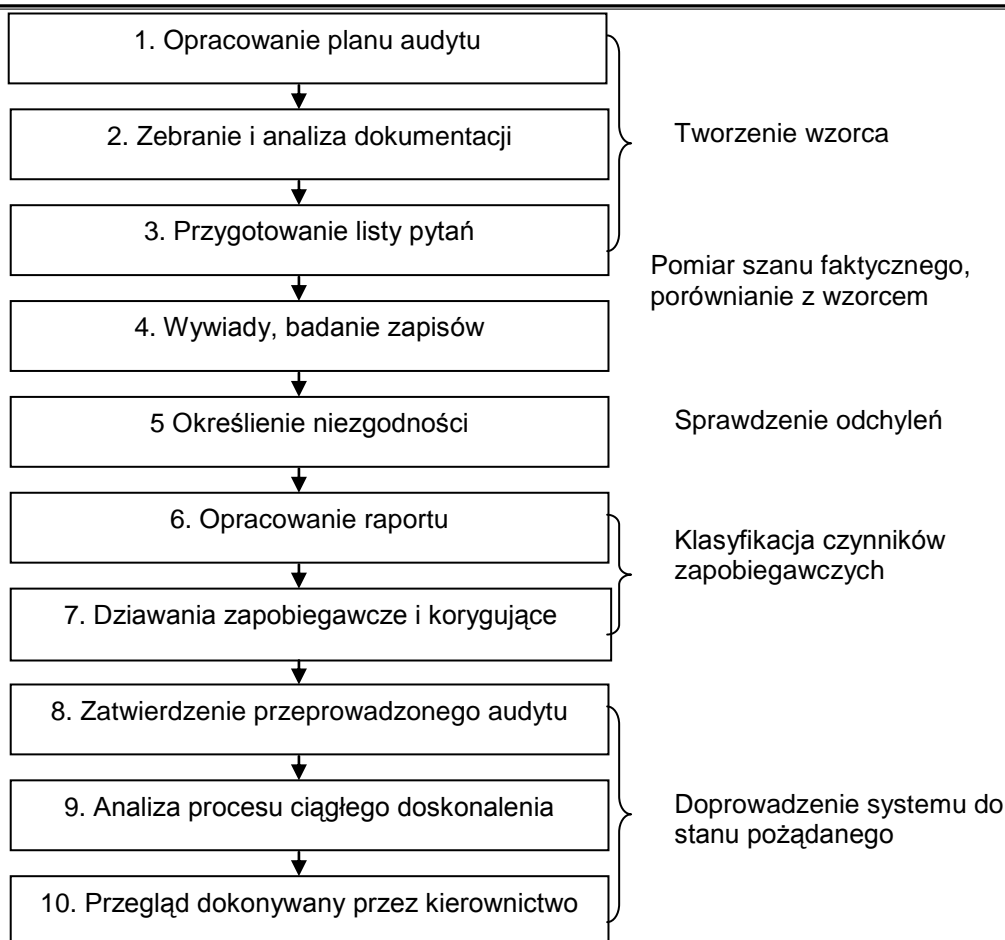 1. Opracowanie planu audytu
2. Zebranie i analiza dokumentacji
Tworzenie wzorca
3. Przygotowanie listy pytań
Pomiar szanu faktycznego,
porównianie z wzorcem
4. Wywiady, badanie zapisów
5 Określienie niezgodności
Sprawdzenie odchyleń
6. Opracowanie raportu
Klasyfikacja czynników
zapobiegawczych
7. Dziawania zapobiegawcze i korygujące
8. Zatwierdzenie przeprowadzonego audytu
9. Analiza procesu ciągłego doskonalenia
Doprowadzenie systemu do
stanu pożądanego
10. Przegląd dokonywany przez kierownictwo